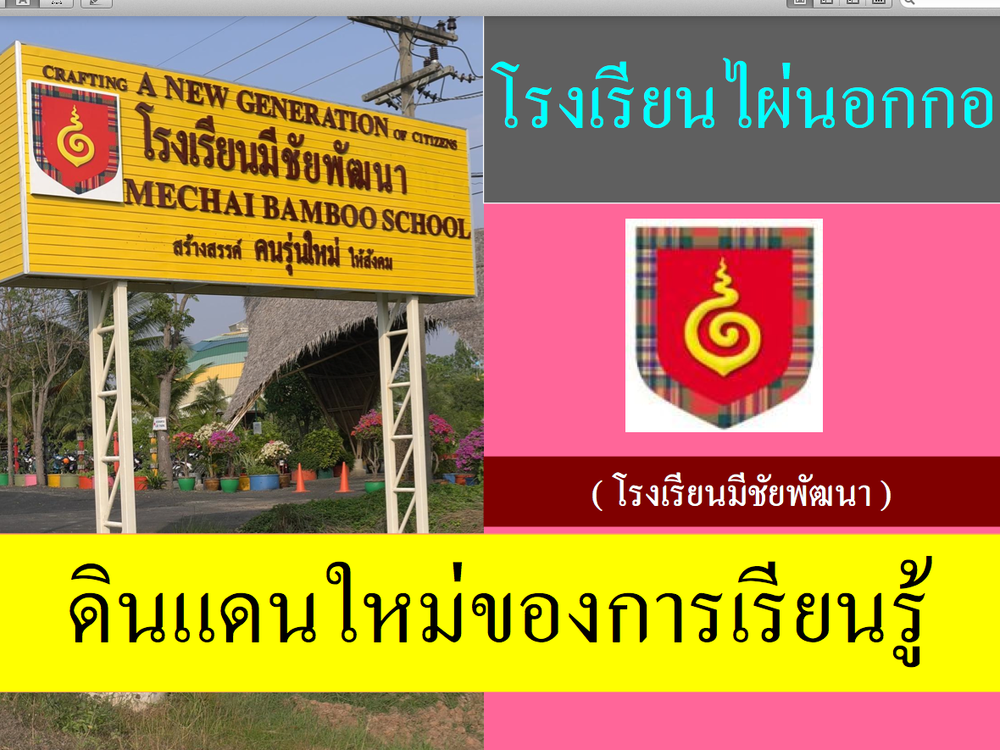 CRAFTING A NEW GENERATION OF CITIZENS
โรงเรียนมีชัยพัฒนา
MECHAI BAMBOO SCHOOL
สร้างสรรค์ คนรุ่นใหม่ ให้สังคม
โรงเรียนไผ่นอกกอ
( โรงเรียนมีชัยพัฒนา )
ดินแดนใหม่ของการเรียนรู้